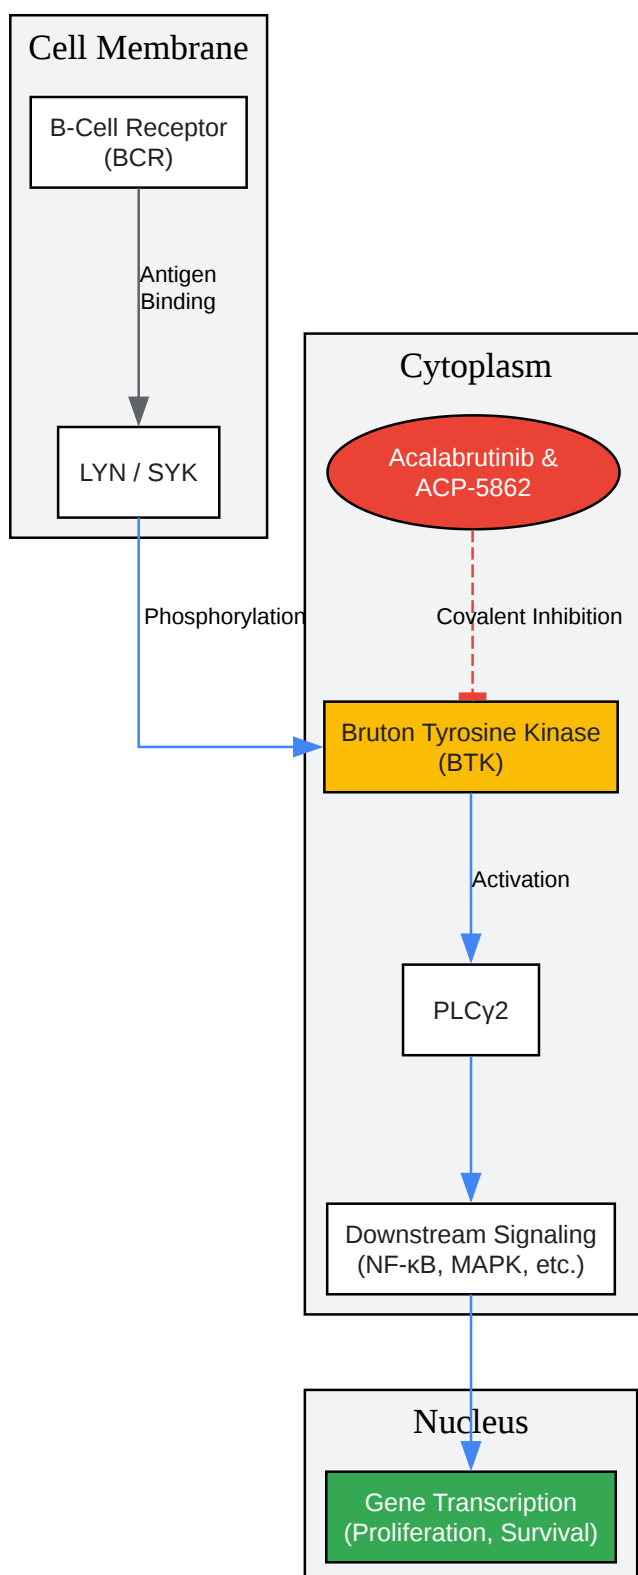 Cell Membrane
B-Cell Receptor
(BCR)
Antigen
Binding
LYN / SYK
Phosphorylation
Cytoplasm
Acalabrutinib &
ACP-5862
Covalent Inhibition
Bruton Tyrosine Kinase
(BTK)
Activation
PLCγ2
Downstream Signaling
(NF-κB, MAPK, etc.)
Nucleus
Gene Transcription
(Proliferation, Survival)